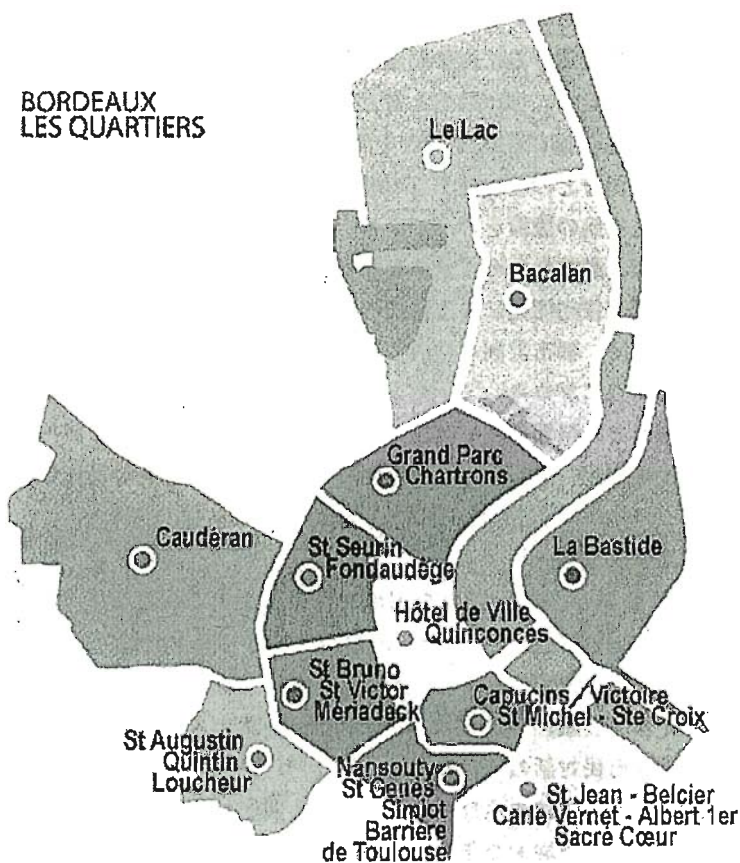 BORDEAUX
LES QUARTIERS
Le Lac
Bacalan
Grand Parc
Chartrons
Caudéran
St Seurin
Fondaudège
La Bastide
Hôtel de Ville
Quinconces
St Bruno
St Victor
Mériadeck
Capucins Victoire
St Michel - Ste Croix
St Augustin
Quintin
Loucheur
Nansouty
St Genès
Simiot
Barrière
de Toulouse
St Jean - Belcier
Carle Vernet - Albert 1er
Sacré Cœur